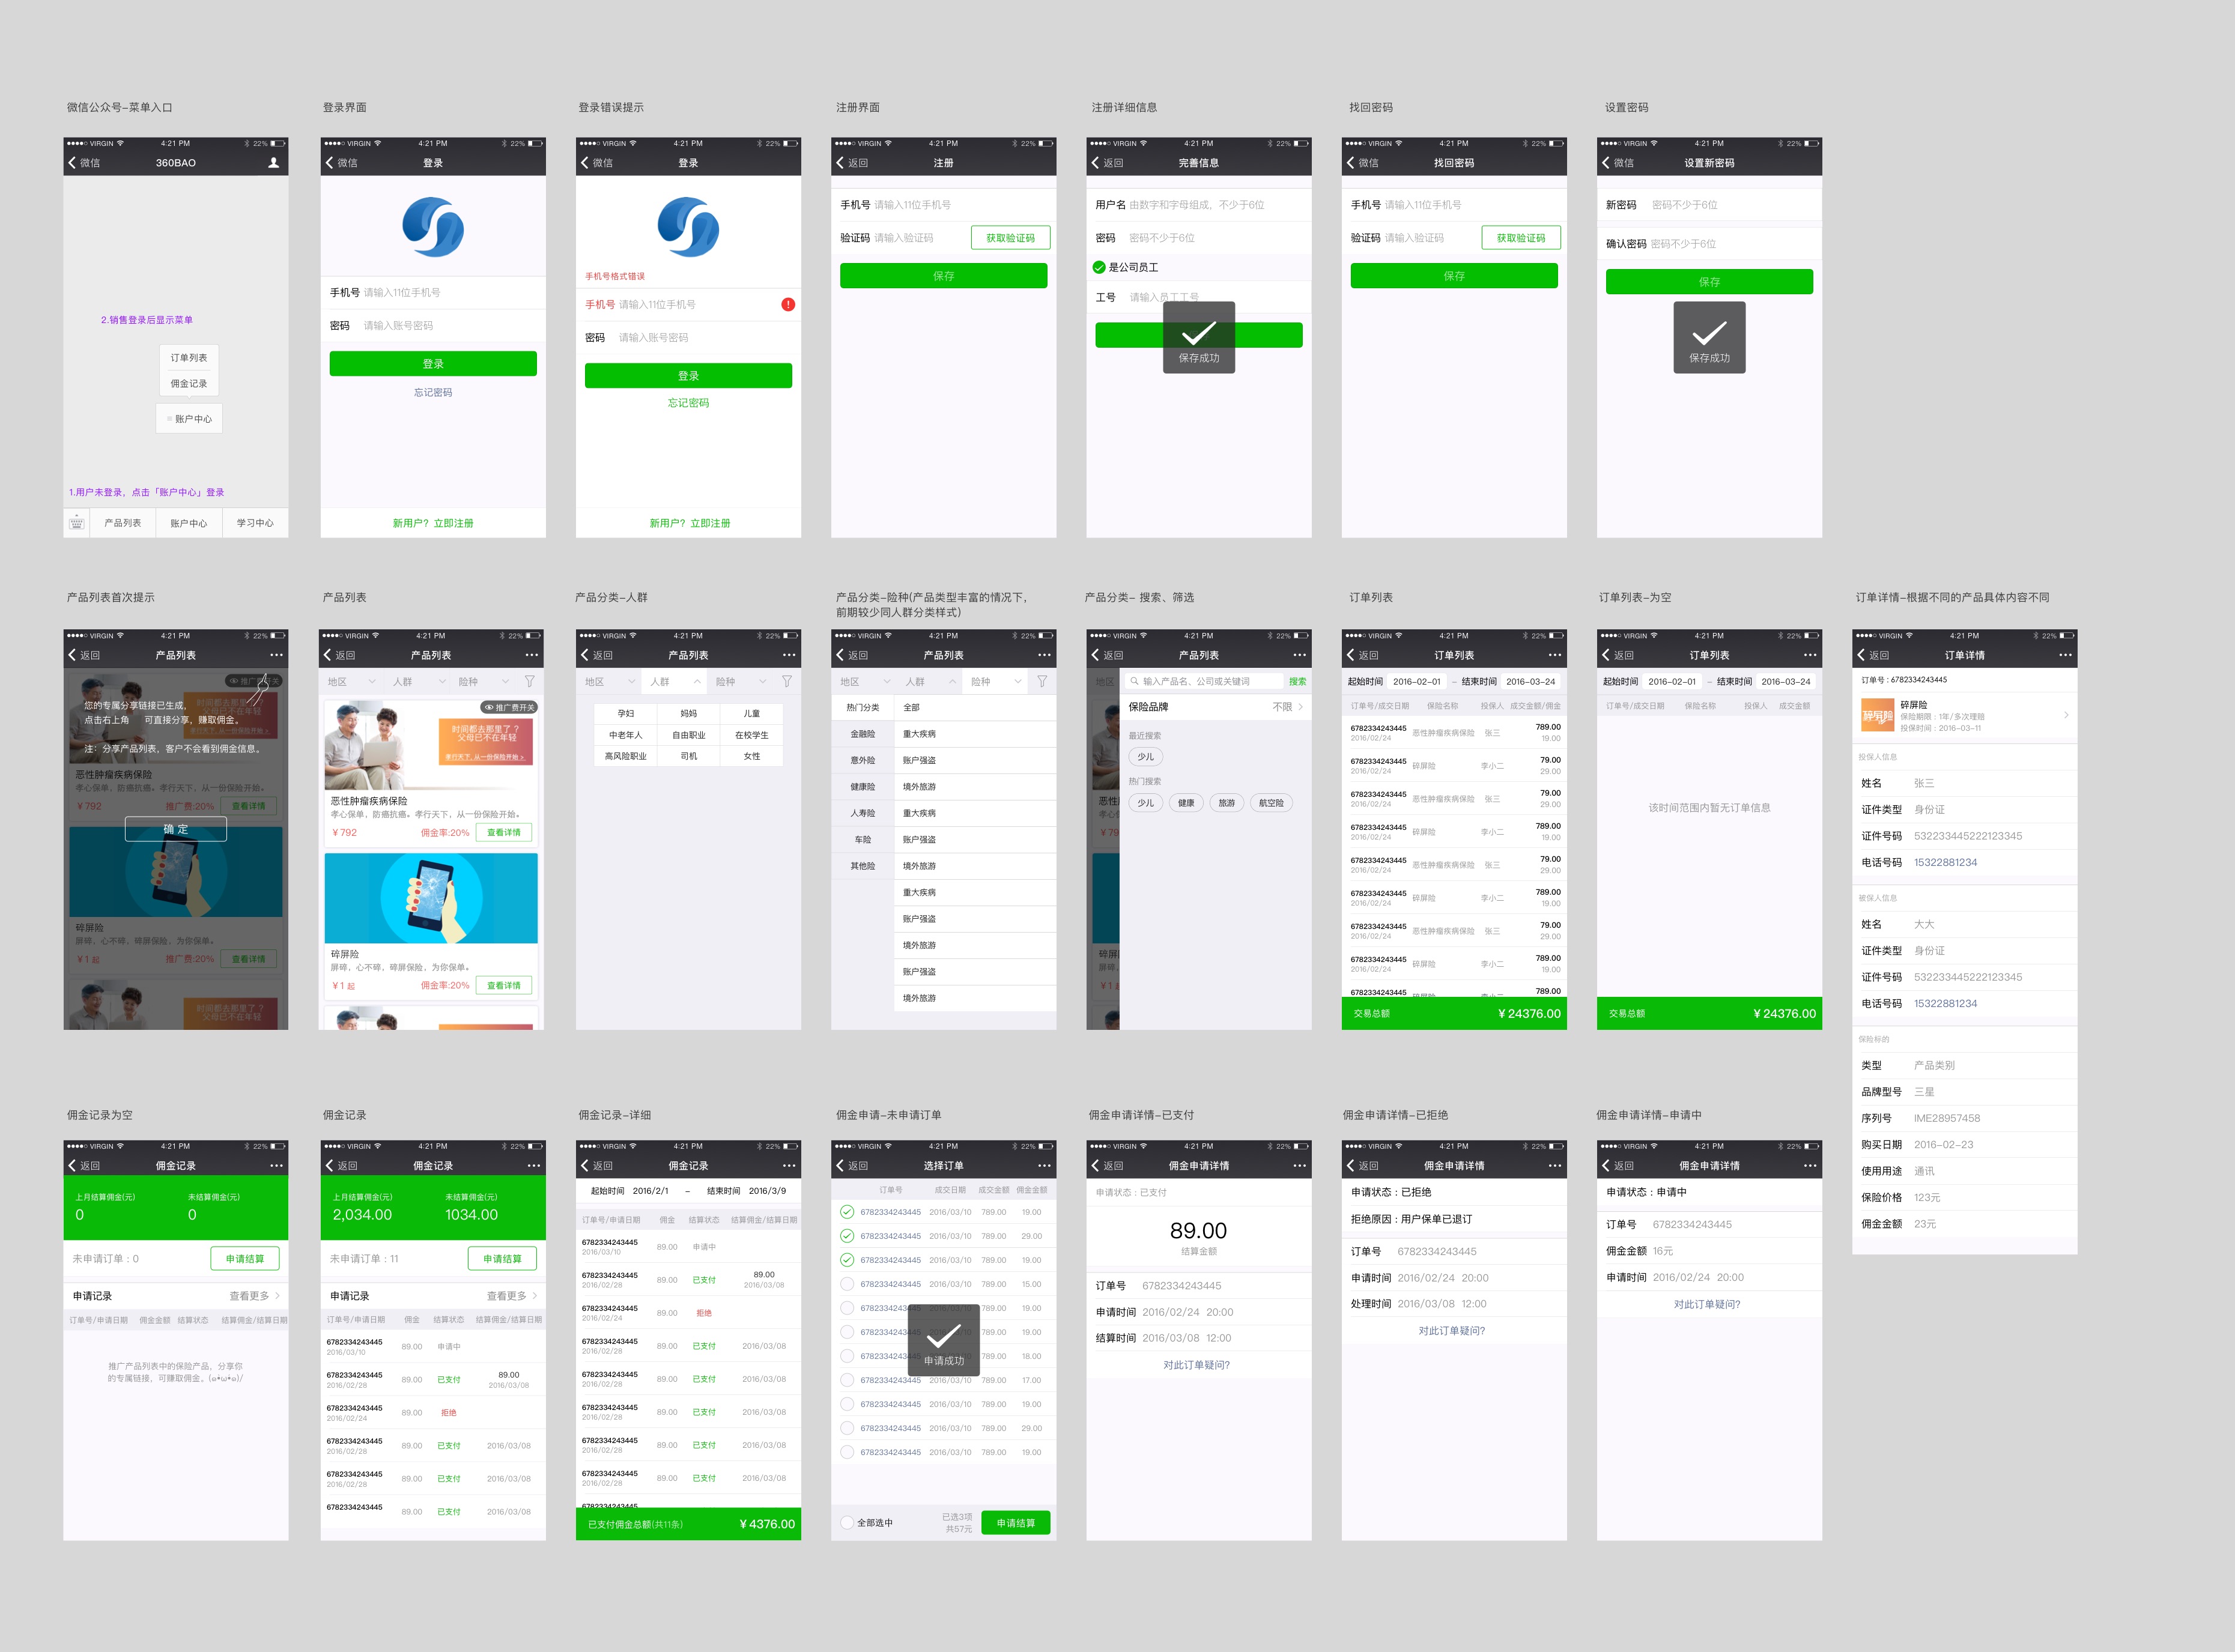 微信公众号-菜单入口
●●●●○ VIRGIN 4:21 PM 22%
微信 360BAO
2.销售登录后显示菜单
订单列表
佣金记录
账户中心
1.用户未登录，点击「账户中心」登录
产品列表 账户中心 学习中心
登录界面
●●●●○ VIRGIN 4:21 PM 22%
微信 登录
手机号 请输入11位手机号
密码 请输入账号密码
登录
忘记密码
新用户？立即注册
登录错误提示
●●●●○ VIRGIN 4:21 PM 22%
微信 登录
手机号格式错误
手机号 请输入11位手机号 !
密码 请输入账号密码
登录
忘记密码
新用户？立即注册
注册界面
●●●●○ VIRGIN 4:21 PM 22%
返回 注册
手机号 请输入11位手机号
验证码 请输入验证码 获取验证码
保存
注册详细信息
●●●●○ VIRGIN 4:21 PM 22%
返回 完善信息
用户名 由数字和字母组成，不少于6位
密码 密码不少于6位
是公司员工
工号 请输入员工工号
保存成功
找回密码
●●●●○ VIRGIN 4:21 PM 22%
微信 找回密码
手机号 请输入11位手机号
验证码 请输入验证码 获取验证码
保存
设置密码
●●●●○ VIRGIN 4:21 PM 22%
微信 设置新密码
新密码 密码不少于6位
确认密码 密码不少于6位
保存
保存成功
产品列表首次提示
●●●●○ VIRGIN 4:21 PM 22%
返回 产品列表
推广费开关
您的专属分享链接已生成，
点击右上角 可直接分享，赚取佣金。
注：分享产品列表，客户不会看到佣金信息。
恶性肿瘤疾病保险
孝心保单，防癌抗癌。孝行天下，从一份保险开始。
¥792 推广费:20% 查看详情
确 定
碎屏险
屏碎，心不碎，碎屏保险，为你保单。
¥1 起 推广费:20% 查看详情
时间都去那里了？
父母已不在年轻
产品列表
●●●●○ VIRGIN 4:21 PM 22%
返回 产品列表
地区 人群 险种
推广费开关
时间都去那里了？
父母已不在年轻
孝行天下，从一份保险开始 >
恶性肿瘤疾病保险
孝心保单，防癌抗癌。孝行天下，从一份保险开始。
¥792 佣金率:20% 查看详情
碎屏险
屏碎，心不碎，碎屏保险，为你保单。
¥1 起 佣金率:20% 查看详情
时间都去那里了？
父母已不在年轻
产品分类-人群
●●●●○ VIRGIN 4:21 PM 22%
返回 产品列表
地区 人群 险种
孕妇 妈妈 儿童
中老年人 自由职业 在校学生
高风险职业 司机 女性
产品分类-险种(产品类型丰富的情况下，
前期较少同人群分类样式)
●●●●○ VIRGIN 4:21 PM 22%
返回 产品列表
地区 人群 险种
热门分类 全部
金融险 重大疾病
意外险 账户强盗
健康险 境外旅游
人寿险 重大疾病
车险 账户强盗
其他险 境外旅游
重大疾病
账户强盗
境外旅游
账户强盗
境外旅游
产品分类- 搜索、筛选
●●●●○ VIRGIN 4:21 PM 22%
返回 产品列表
地区 输入产品名，公司或关键词 搜索
保险品牌 不限
最近搜索
少儿
热门搜索
少儿 健康 旅游 航空险
订单列表
●●●●○ VIRGIN 4:21 PM 22%
返回 订单列表
起始时间 2016-02-01 - 结束时间 2016-03-24
订单号/成交日期 保险名称 投保人 成交金额/佣金
6782334243445 恶性肿瘤疾病保险 张三 789.00
2016/02/24 19.00
6782334243445 碎屏险 李小二 79.00
2016/02/24 29.00
6782334243445 恶性肿瘤疾病保险 张三 79.00
2016/02/24 29.00
6782334243445 碎屏险 李小二 789.00
2016/02/24 19.00
6782334243445 恶性肿瘤疾病保险 张三 79.00
2016/02/24 29.00
6782334243445 碎屏险 李小二 789.00
2016/02/24 19.00
6782334243445 恶性肿瘤疾病保险 张三 79.00
2016/02/24 29.00
6782334243445 碎屏险 李小二 789.00
2016/02/24 19.00
6782334243445 碎屏险 李小二 789.00
交易总额 ¥24376.00
订单列表-为空
●●●●○ VIRGIN 4:21 PM 22%
返回 订单列表
起始时间 2016-02-01 - 结束时间 2016-03-24
订单号/成交日期 保险名称 投保人 成交金额
该时间范围内暂无订单信息
交易总额 ¥24376.00
订单详情-根据不同的产品具体内容不同
●●●●○ VIRGIN 4:21 PM 22%
返回 订单详情
订单号：6782334243445
碎屏险
保险期限：1年/多次理赔
投保时间：2016-03-11
投保人信息
姓名 张三
证件类型 身份证
证件号码 532233445222123345
电话号码 15322881234
被保人信息
姓名 大大
证件类型 身份证
证件号码 532233445222123345
电话号码 15322881234
保险标的
类型 产品类别
品牌型号 三星
序列号 IME28957458
购买日期 2016-02-23
使用用途 通讯
保险价格 123元
佣金金额 23元
佣金记录为空
●●●●○ VIRGIN 4:21 PM 22%
返回 佣金记录
上月结算佣金(元) 未结算佣金(元)
0 0
未申请订单：0 申请结算
申请记录 查看更多
订单号/申请日期 佣金金额 结算状态 结算佣金/结算日期
推广产品列表中的保险产品，分享你
的专属链接，可赚取佣金。
佣金记录
●●●●○ VIRGIN 4:21 PM 22%
返回 佣金记录
上月结算佣金(元) 未结算佣金(元)
2,034.00 1034.00
未申请订单：11 申请结算
申请记录 查看更多
订单号/申请日期 佣金 结算状态 结算佣金/结算日期
6782334243445 89.00 申请中
2016/03/10
6782334243445 89.00 已支付 89.00
2016/02/28 2016/03/08
6782334243445 89.00 拒绝
2016/02/24
6782334243445 89.00 已支付 2016/03/08
2016/02/28
6782334243445 89.00 已支付 2016/03/08
2016/02/28
6782334243445 89.00 已支付 2016/03/08
佣金记录-详细
●●●●○ VIRGIN 4:21 PM 22%
返回 佣金记录
起始时间 2016/2/1 - 结束时间 2016/3/9
订单号/申请日期 佣金 结算状态 结算佣金/结算日期
6782334243445 89.00 申请中
2016/03/10
6782334243445 89.00 已支付 89.00
2016/02/28 2016/03/08
6782334243445 89.00 拒绝
2016/02/24
6782334243445 89.00 已支付 2016/03/08
2016/02/28
6782334243445 89.00 已支付 2016/03/08
2016/02/28
6782334243445 89.00 已支付 2016/03/08
2016/02/28
6782334243445 89.00 已支付 2016/03/08
2016/02/28
6782334243445 89.00 已支付 2016/03/08
2016/02/28
6782334243445
已支付佣金总额(共11条) ¥4376.00
佣金申请-未申请订单
●●●●○ VIRGIN 4:21 PM 22%
返回 选择订单
订单号 成交日期 成交金额 佣金金额
6782334243445 2016/03/10 789.00 19.00
6782334243445 2016/03/10 789.00 29.00
6782334243445 2016/03/10 789.00 19.00
6782334243445 2016/03/10 789.00 15.00
6782334243445 2016/03/10 789.00 19.00
6782334243445 2016/03/10 789.00 19.00
6782334243445 2016/03/10 789.00 18.00
6782334243445 2016/03/10 789.00 17.00
6782334243445 2016/03/10 789.00 19.00
6782334243445 2016/03/10 789.00 29.00
6782334243445 2016/03/10 789.00 19.00
申请成功
全部选中 已选3项 申请结算
共57元
佣金申请详情-已支付
●●●●○ VIRGIN 4:21 PM 22%
返回 佣金申请详情
申请状态：已支付
89.00
结算金额
订单号 6782334243445
申请时间 2016/02/24 20:00
结算时间 2016/03/08 12:00
对此订单疑问?
佣金申请详情-已拒绝
●●●●○ VIRGIN 4:21 PM 22%
返回 佣金申请详情
申请状态：已拒绝
拒绝原因：用户保单已退订
订单号 6782334243445
申请时间 2016/02/24 20:00
处理时间 2016/03/08 12:00
对此订单疑问?
佣金申请详情-申请中
●●●●○ VIRGIN 4:21 PM 22%
返回 佣金申请详情
申请状态：申请中
订单号 6782334243445
佣金金额 16元
申请时间 2016/02/24 20:00
对此订单疑问?